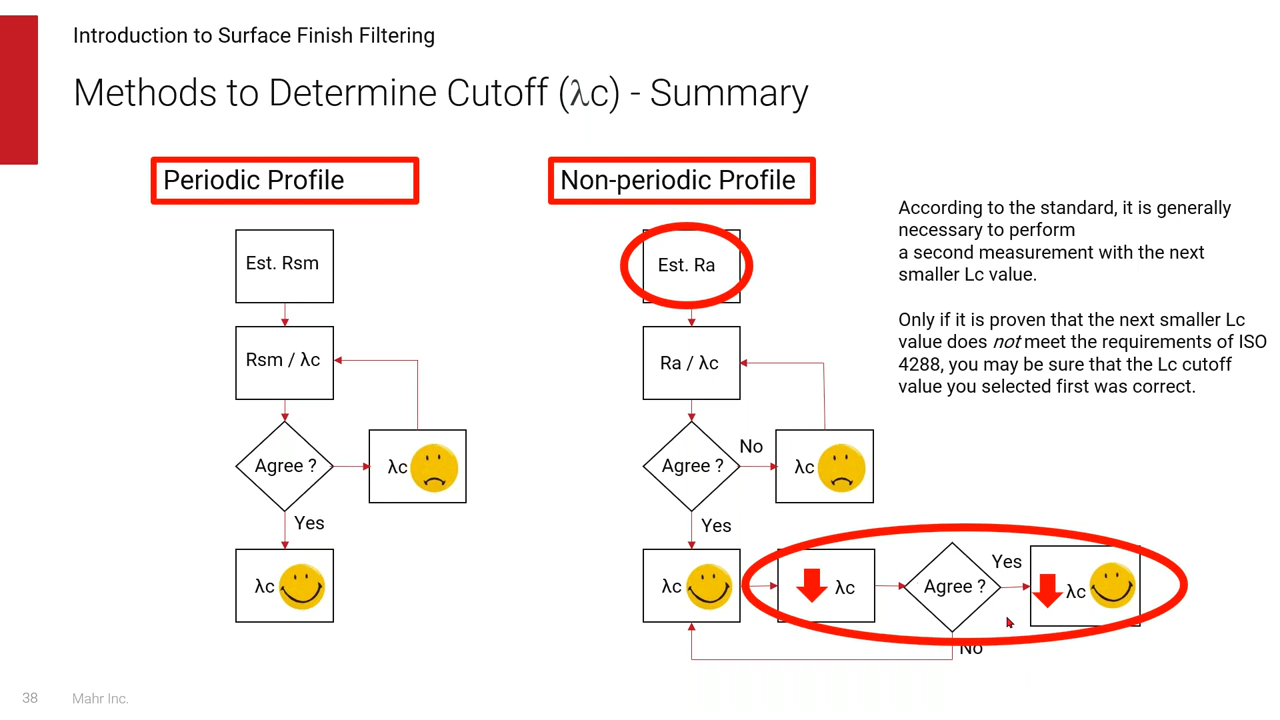 Introduction to Surface Finish Filtering
Methods to Determine Cutoff (λc) - Summary
Periodic Profile
Est. Rsm
Rsm / λc
Agree ?
λc
Yes
λc
Non-periodic Profile
Est. Ra
Ra / λc
No
Agree ?
λc
Yes
λc
λc
Agree ?
Yes
λc
No
According to the standard, it is generally
necessary to perform
a second measurement with the next
smaller Lc value.
Only if it is proven that the next smaller Lc
value does not meet the requirements of ISO
4288, you may be sure that the Lc cutoff
value you selected first was correct.
38 Mahr Inc.